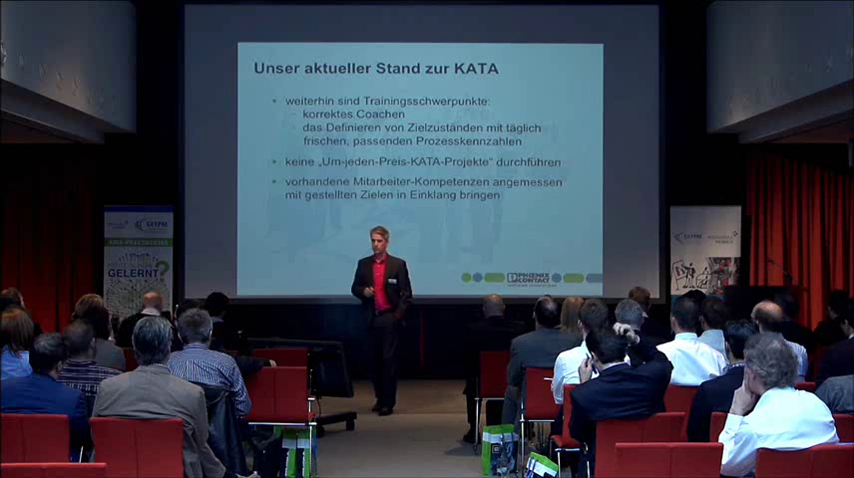 Unser aktueller Stand zur KATA
weiterhin sind Trainingsschwerpunkte:
- korrektes Coachen
- das Definieren von Zielzuständen mit täglich
frischen, passenden Prozesskennzahlen
keine „Um-jeden-Preis-KATA-Projekte" durchführen
vorhandene Mitarbeiter-Kompetenzen angemessen
mit gestellten Zielen in Einklang bringen
PHŒNIX
CONTACT
GELERNT?